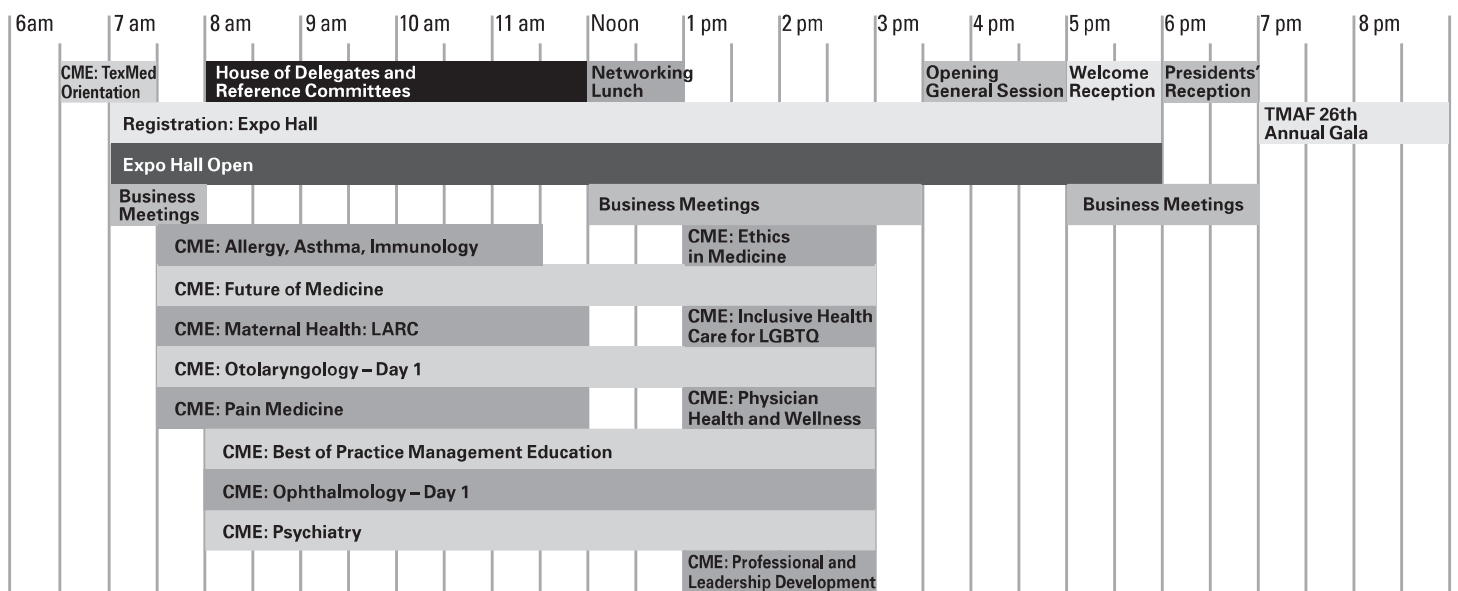 6am 7 am 8 am 9 am 10 am 11 am Noon 1 pm 2 pm 3 pm 4 pm 5 pm 6 pm 7 pm 8 pm
CME: TexMed
Orientation
House of Delegates and
Reference Committees
Networking
Lunch
Opening
General Session
Welcome
Reception
Presidents'
Reception
Registration: Expo Hall
TMAF 26th
Annual Gala
Expo Hall Open
Business
Meetings
Business Meetings
Business Meetings
CME: Allergy, Asthma, Immunology
CME: Ethics
in Medicine
CME: Future of Medicine
CME: Maternal Health: LARC
CME: Inclusive Health
Care for LGBTQ
CME: Otolaryngology – Day 1
CME: Pain Medicine
CME: Physician
Health and Wellness
CME: Best of Practice Management Education
CME: Ophthalmology – Day 1
CME: Psychiatry
CME: Professional and
Leadership Development